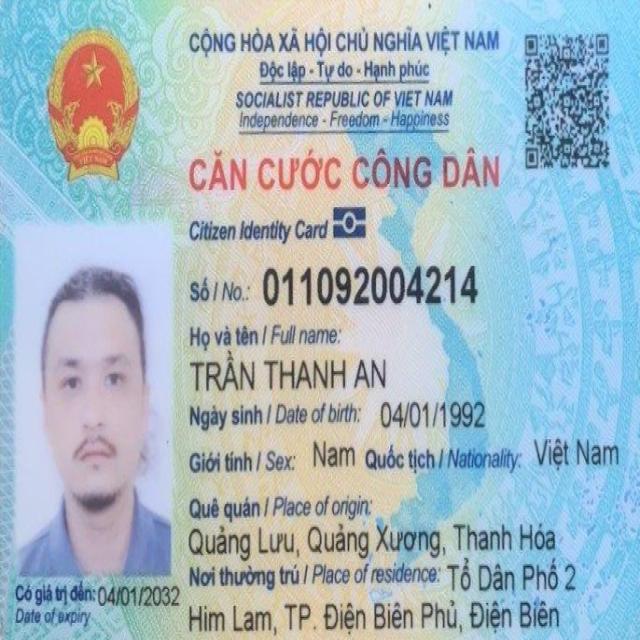 CỘNG HÒA XÃ HỘI CHỦ NGHĨA VIỆT NAM
Độc lập - Tự do - Hạnh phúc
SOCIALIST REPUBLIC OF VIET NAM
Independence - Freedom - Happiness
CĂN CƯỚC CÔNG DÂN
Citizen Identity Card
Số / No.: 011092004214
Họ và tên / Full name:
TRẦN THANH AN
Ngày sinh / Date of birth: 04/01/1992
Giới tính / Sex: Nam Quốc tịch / Nationality: Việt Nam
Quê quán / Place of origin:
Quảng Lưu, Quảng Xương, Thanh Hóa
Nơi thường trú / Place of residence: Tổ Dân Phố 2
Him Lam, TP. Điện Biên Phủ, Điện Biên
Có giá trị đến: 04/01/2032
Date of expiry